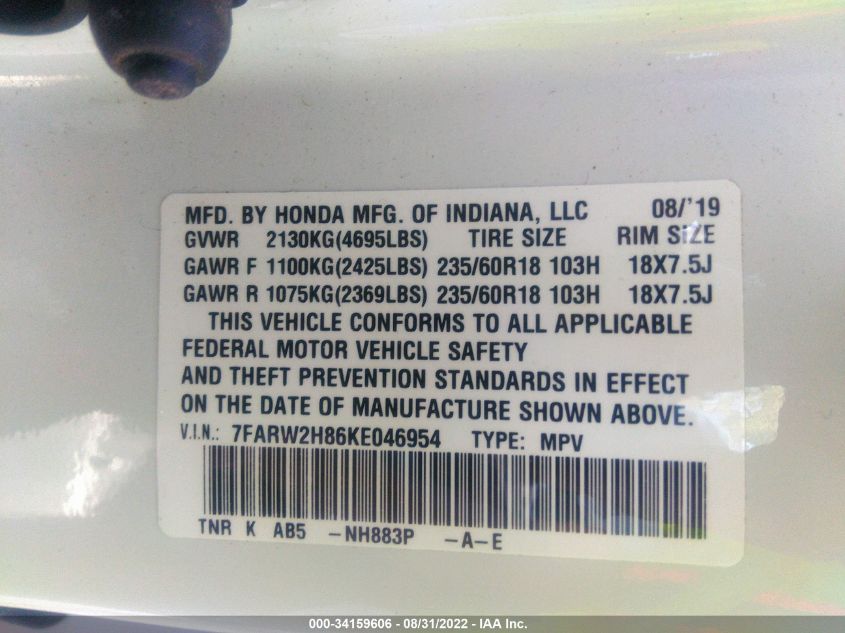 MFD. BY HONDA MFG. OF INDIANA, LLC 08/'19
GVWR 2130KG(4695LBS) TIRE SIZE RIM SIZE
GAWR F 1100KG(2425LBS) 235/60R18 103H 18X7.5J
GAWR R 1075KG(2369LBS) 235/60R18 103H 18X7.5J
THIS VEHICLE CONFORMS TO ALL APPLICABLE
FEDERAL MOTOR VEHICLE SAFETY
AND THEFT PREVENTION STANDARDS IN EFFECT
ON THE DATE OF MANUFACTURE SHOWN ABOVE.
V.I.N.: 7FARW2H86KE046954 TYPE: MPV
TNR K AB5 -NH883P -A-E
000-34159606 - 08/31/2022 - IAA Inc.